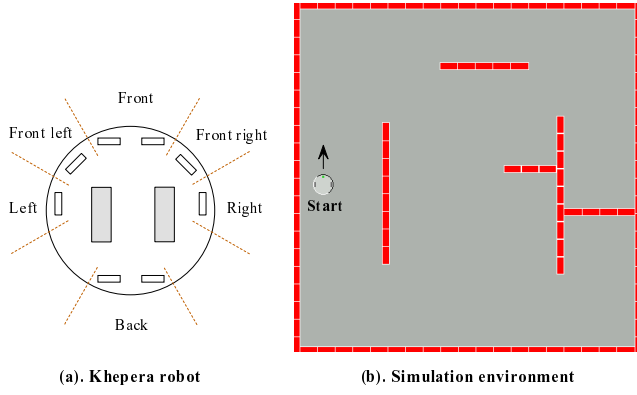 Front
Front left
Front right
Left
Right
Back
Start
(a). Khepera robot
(b). Simulation environment